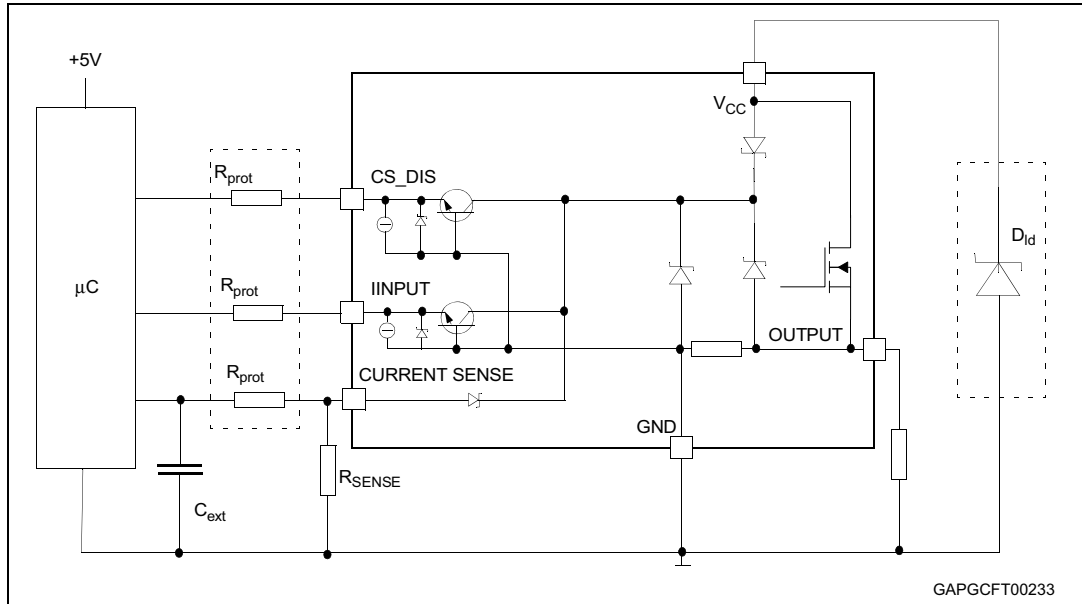 +5V
V_CC
R_prot
CS_DIS
D_ld
µC
R_prot
IINPUT
OUTPUT
R_prot
CURRENT SENSE
GND
R_SENSE
C_ext
GAPGCFT00233